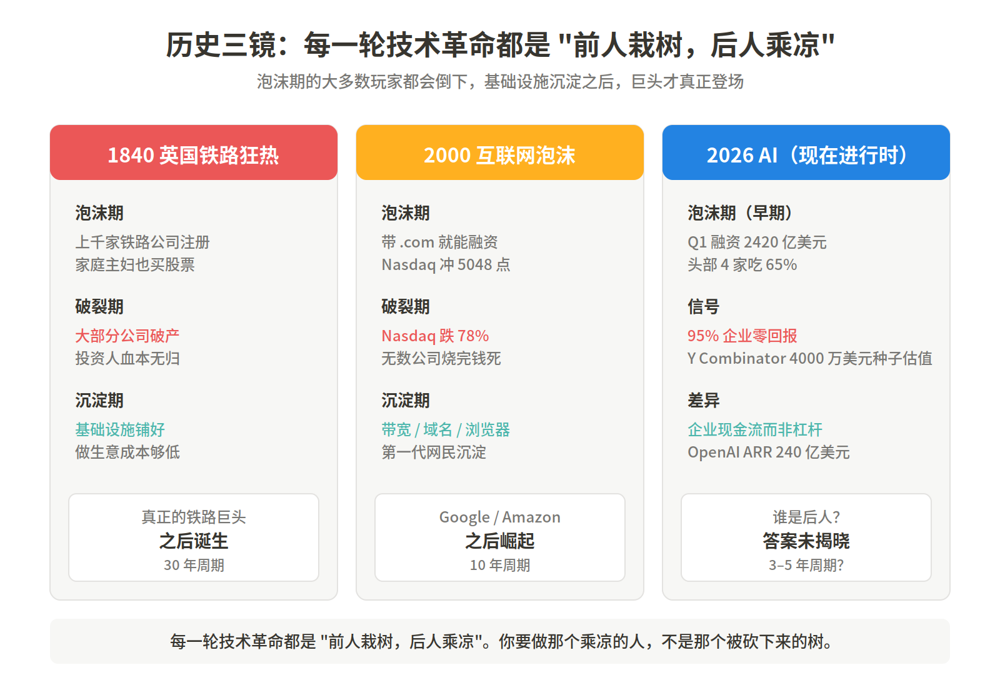 历史三镜：每一轮技术革命都是 "前人栽树，后人乘凉"
泡沫期的大多数玩家都会倒下，基础设施沉淀之后，巨头才真正登场
1840 英国铁路狂热
泡沫期
上千家铁路公司注册
家庭主妇也买股票
破裂期
大部分公司破产
投资人血本无归
沉淀期
基础设施铺好
做生意成本够低
真正的铁路巨头
之后诞生
30 年周期
2000 互联网泡沫
泡沫期
带 .com 就能融资
Nasdaq 冲 5048 点
破裂期
Nasdaq 跌 78%
无数公司烧完钱死
沉淀期
带宽 / 域名 / 浏览器
第一代网民沉淀
Google / Amazon
之后崛起
10 年周期
2026 AI（现在进行时）
泡沫期（早期）
Q1 融资 2420 亿美元
头部 4 家吃 65%
信号
95% 企业零回报
Y Combinator 4000 万美元种子估值
差异
企业现金流而非杠杆
OpenAI ARR 240 亿美元
谁是后人？
答案未揭晓
3–5 年周期？
每一轮技术革命都是 "前人栽树，后人乘凉"。你要做那个乘凉的人，不是那个被砍下来的树。